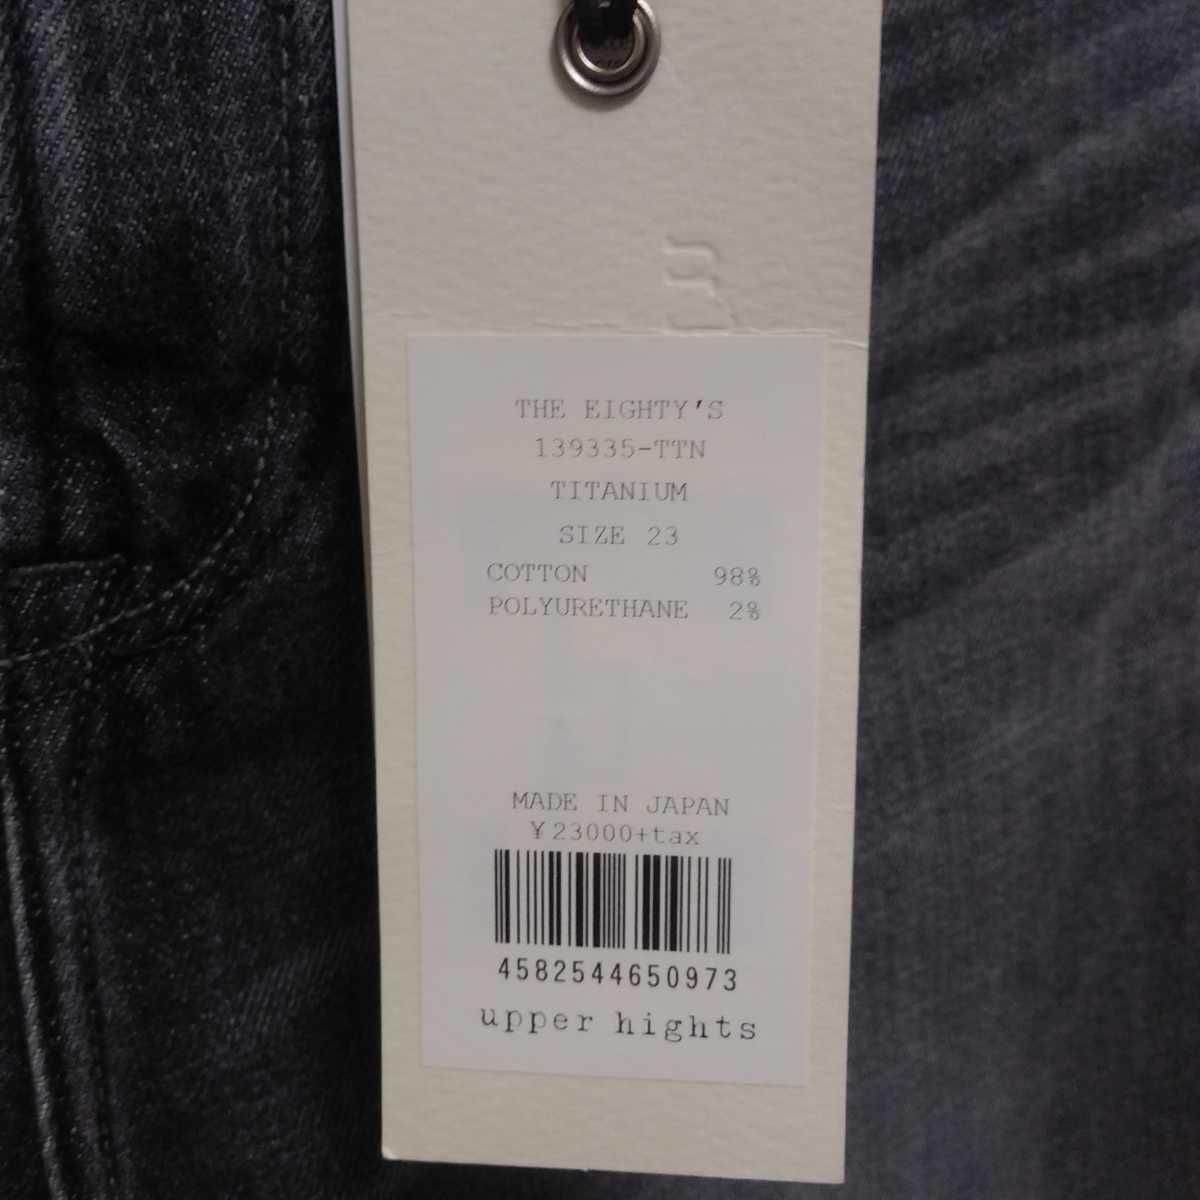 THE EIGHTY'S
139335-TTN
TITANIUM
SIZE 23
COTTON 98%
POLYURETHANE 2%
MADE IN JAPAN
¥23000+tax
4582544650973
upper hights